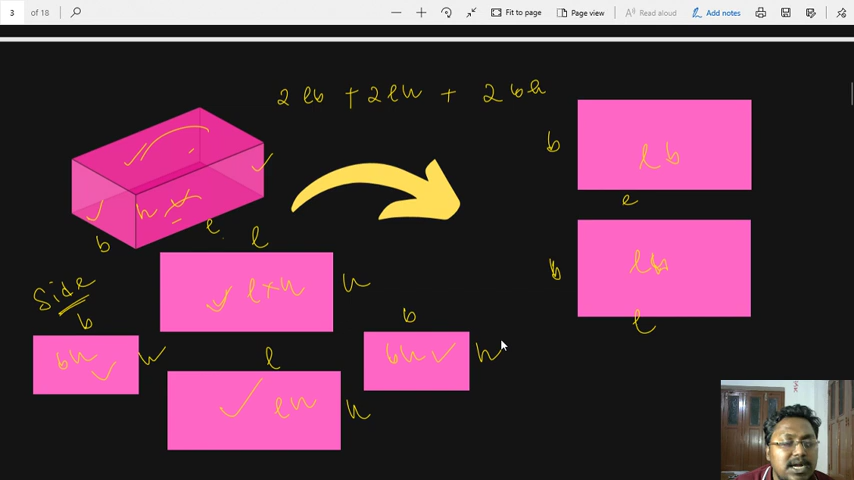 3 of 18 Fit to page Page view Read aloud Add notes
2 lb + 2 lh + 2 bh
b lb
l
h
b l
l
b lb
l
Side
l × h h
b
bh h
b
bh h
l
lh h